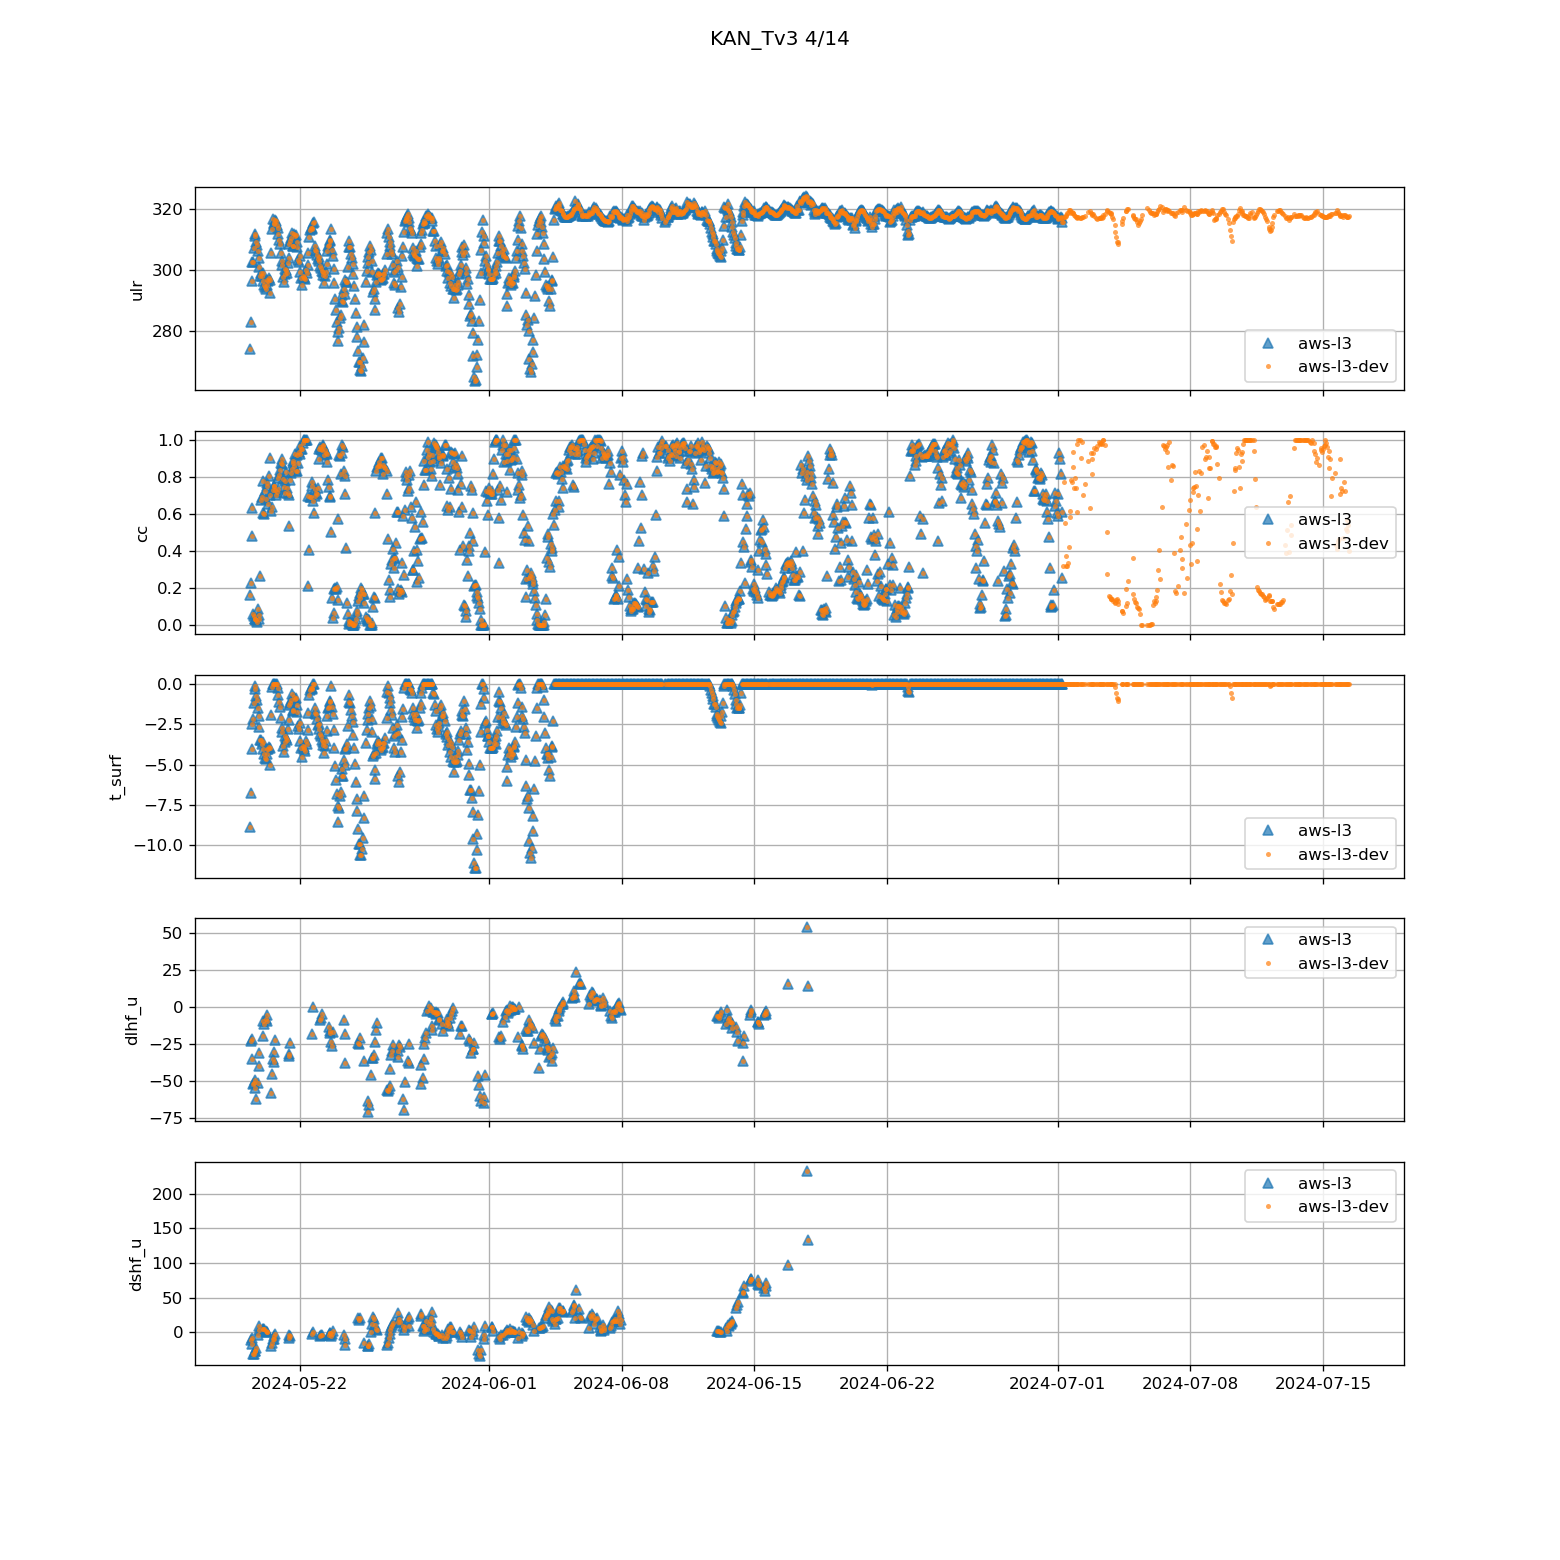 KAN_Tv3 4/14
320
300
280
ulr
aws-l3
aws-l3-dev
1.0
0.8
0.6
0.4
0.2
0.0
cc
aws-l3
aws-l3-dev
0.0
−2.5
−5.0
−7.5
−10.0
t_surf
aws-l3
aws-l3-dev
50
25
0
−25
−50
−75
dlhf_u
aws-l3
aws-l3-dev
200
150
100
50
0
dshf_u
aws-l3
aws-l3-dev
2024-05-22 2024-06-01 2024-06-08 2024-06-15 2024-06-22 2024-07-01 2024-07-08 2024-07-15